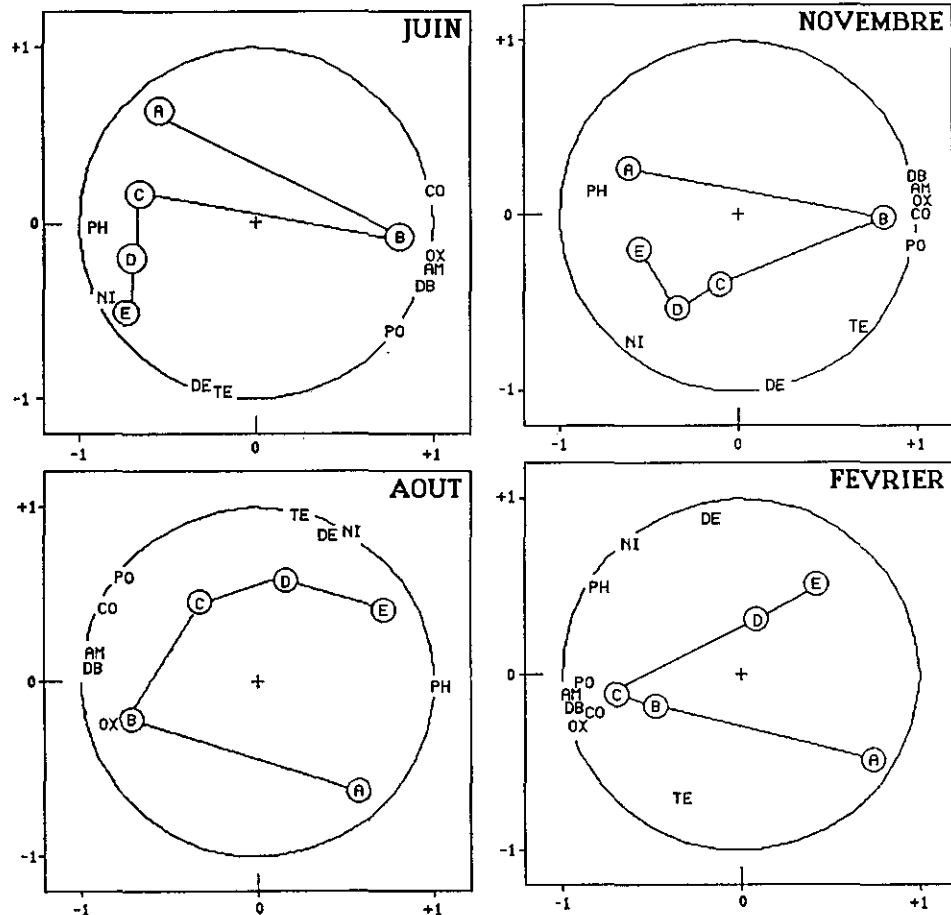 JUIN
+1
A
C
CO
0
PH
B
D
OX
AM
NI
DB
E
PO
DE TE
-1
-1 0 +1
NOVEMBRE
+1
A
DB
PH
AM
OX
B
CO
0
E
PO
C
D
TE
NI
DE
-1
-1 0 +1
AOUT
+1
TE
DE NI
PO
D
CO
C
E
AM
DB
0
PH
OX B
A
-1
-1 0 +1
FEVRIER
+1
DE
NI
PH
E
D
0
PO
AM
C
DB
CO
B
OX
A
TE
-1
-1 0 +1